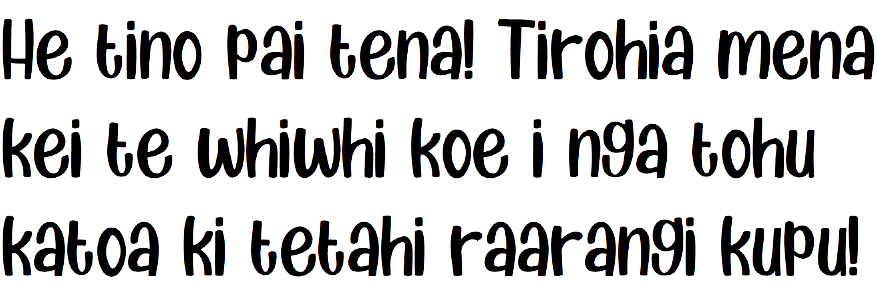 He tino pai tena! Tirohia mena
kei te whiwhi koe i nga tohu
katoa ki tetahi raarangi kupu!